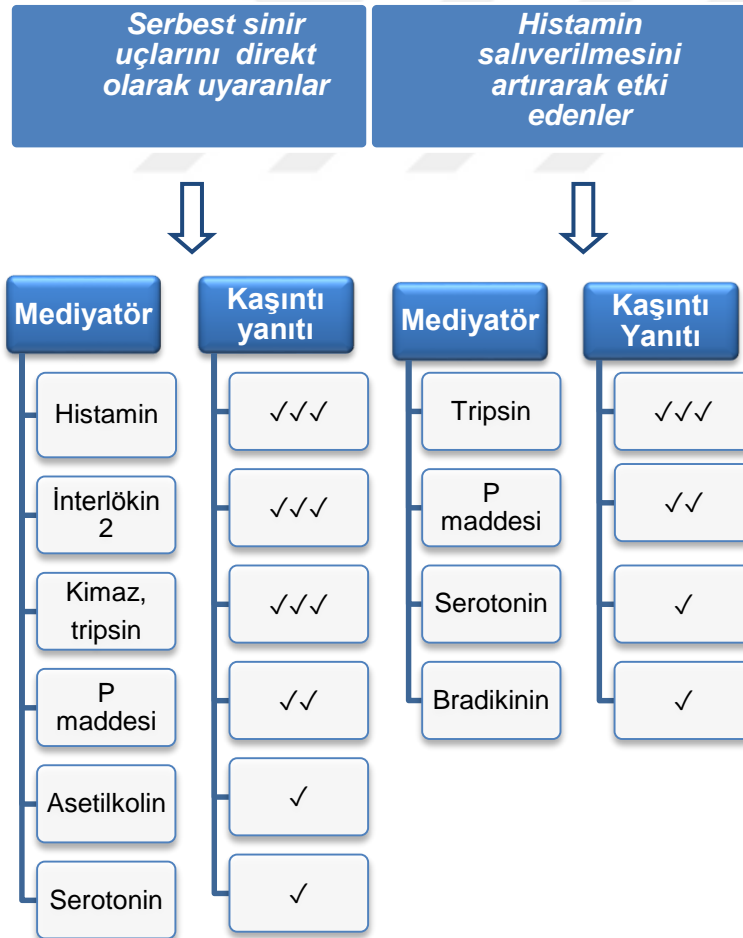 Serbest sinir
uçlarını direkt
olarak uyaranlar
Histamin
salıverilmesini
artırarak etki
edenler
Mediyatör
Kaşıntı
yanıtı
Histamin
✓✓✓
İnterlökin
2
✓✓✓
Kimaz,
tripsin
✓✓✓
P
maddesi
✓✓
Asetilkolin
✓
Serotonin
✓
Mediyatör
Kaşıntı
Yanıtı
Tripsin
✓✓✓
P
maddesi
✓✓
Serotonin
✓
Bradikinin
✓